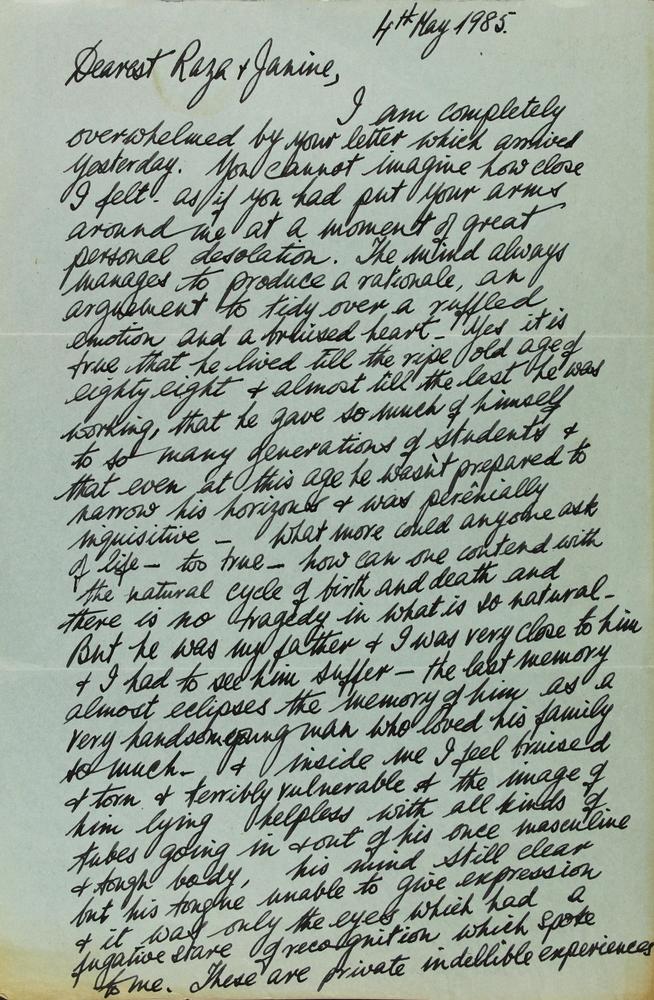 4th May 1985.
Dearest Raza & Janine,
I am completely
overwhelmed by your letter which arrived
yesterday. You cannot imagine how close
I felt - as if you had put your arms
around me at a moment of great
personal desolation. The mind always
manages to produce a rationale, an
arguement to tidy over a ruffled
emotion and a bruised heart - Yes it is
true that he lived till the ripe old age of
eighty eight & almost till the last he was
working, that he gave so much of himself
to so many generations of students &
that even at this age he wasn't prepared to
narrow his horizons & was perenially
inquisitive - what more could anyone ask
of life - too true - how can one contend with
the natural cycle of birth and death and
there is no tragedy in what is so natural -
But he was my father & I was very close to him
& I had to see him suffer - the last memory
almost eclipses the memory of him as a
very handsome young man who loved his family
so much - & inside me I feel bruised
& torn & terribly vulnerable & the image of
him lying helpless with all kinds of
tubes going in & out of his once masculine
& tough body, his mind still clear
but his tongue unable to give expression
& it was only the eyes which had a
fugative stare of recognition which spoke
to me. These are private indellible experiences